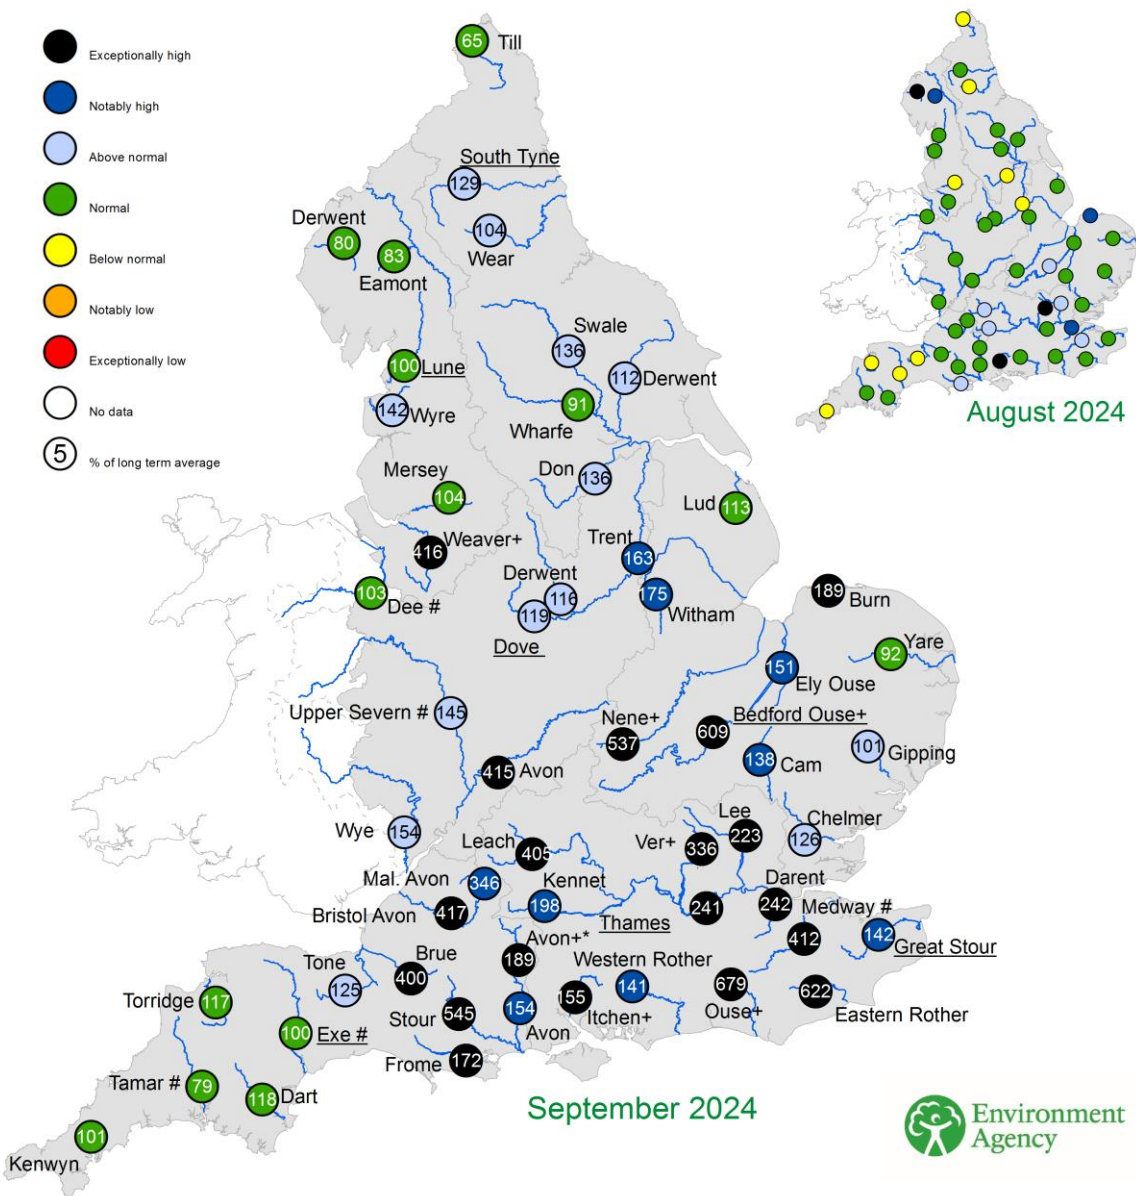 Exceptionally high
Notably high
Above normal
Normal
Below normal
Notably low
Exceptionally low
No data
5 % of long term average
August 2024
65 Till
South Tyne
129
104
Wear
Derwent
80
83
Eamont
Swale
136
100 Lune
112 Derwent
142 Wyre
91
Wharfe
Don
136
Mersey
104
Lud 113
416 Weaver+
Trent
163
Derwent
116
175
Witham
103
Dee #
119
Dove
189 Burn
Yare
92
151
Ely Ouse
Upper Severn # 145
Nene+
537
Bedford Ouse+
609
101
Gipping
138 Cam
415 Avon
Wye 154
Leach
405
Lee
223
Ver+ 336
Chelmer
126
Mal. Avon
346
Kennet
198
Darent
242
Bristol Avon 417
Thames
241
Medway #
412
142
Great Stour
Avon+*
189
Brue
400
Western Rother
141
Tone
125
Torridge 117
Stour 545
154
Avon
155
Itchen+
679
Ouse+
622
Eastern Rother
100 Exe #
Frome 172
Tamar # 79
118 Dart
101
Kenwyn
September 2024
Environment
Agency